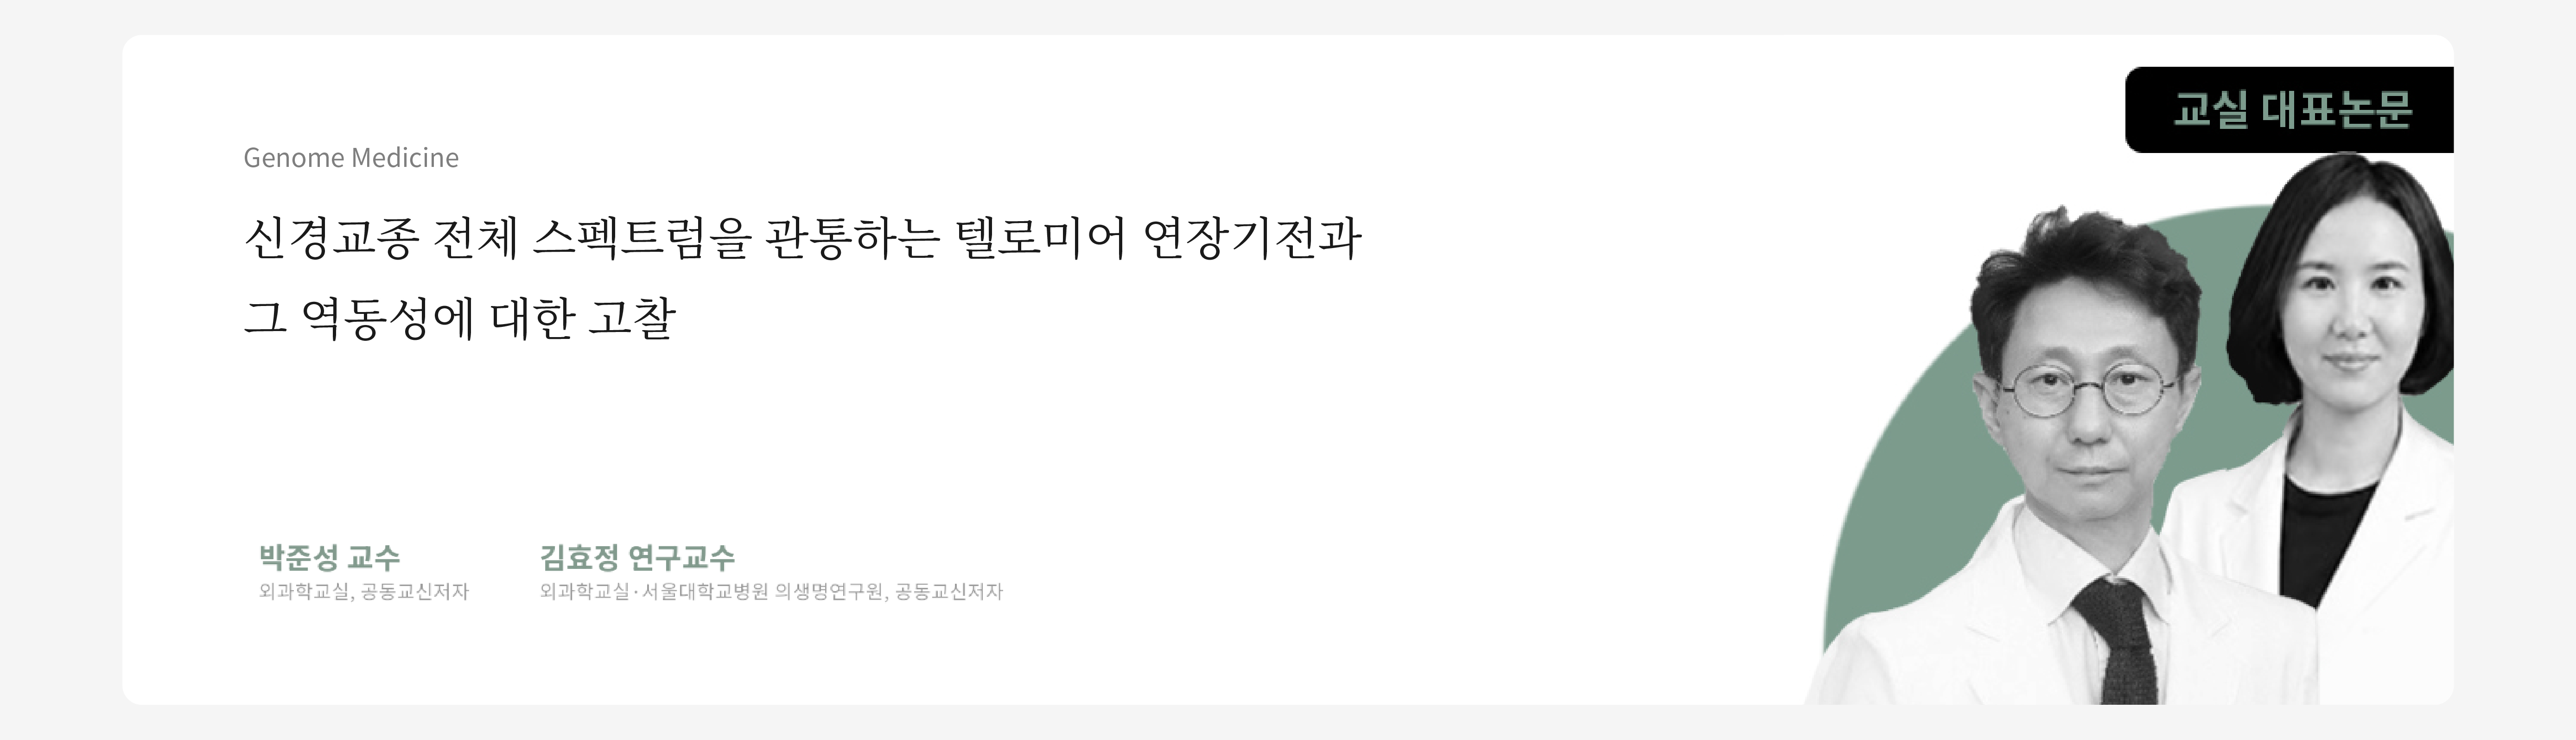 교실 대표논문
Genome Medicine
신경교종 전체 스펙트럼을 관통하는 텔로미어 연장기전과
그 역동성에 대한 고찰
박준성 교수
외과학교실, 공동교신저자
김효정 연구교수
외과학교실·서울대학교병원 의생명연구원, 공동교신저자